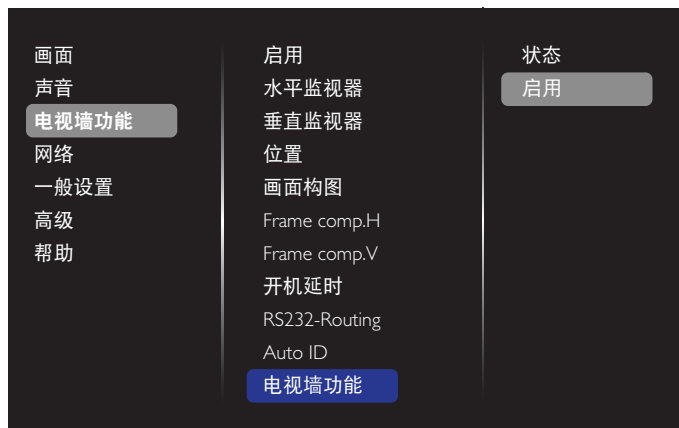 画面
声音
电视墙功能
网络
一般设置
高级
帮助
启用
水平监视器
垂直监视器
位置
画面构图
Frame comp.H
Frame comp.V
开机延时
RS232-Routing
Auto ID
电视墙功能
状态
启用